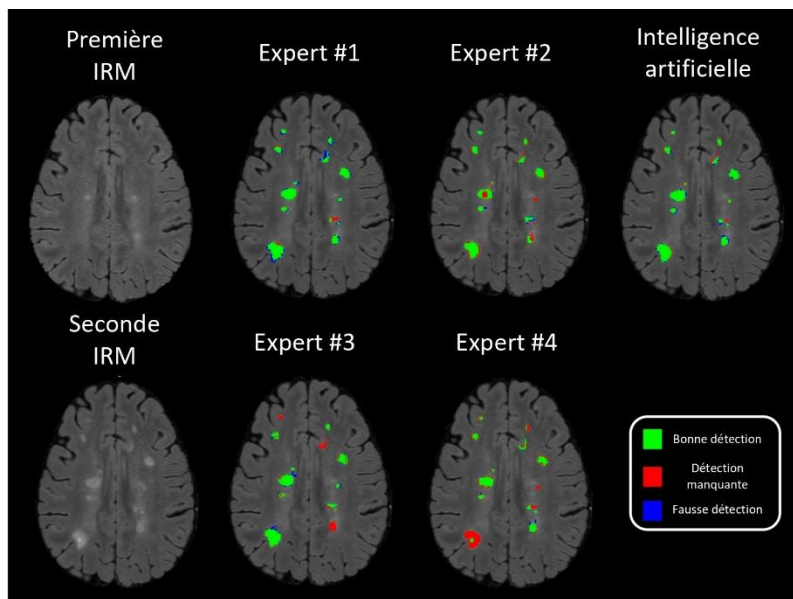 Première
IRM
Expert #1
Expert #2
Intelligence
artificielle
Seconde
IRM
Expert #3
Expert #4
Bonne détection
Détection
manquante
Fausse détection